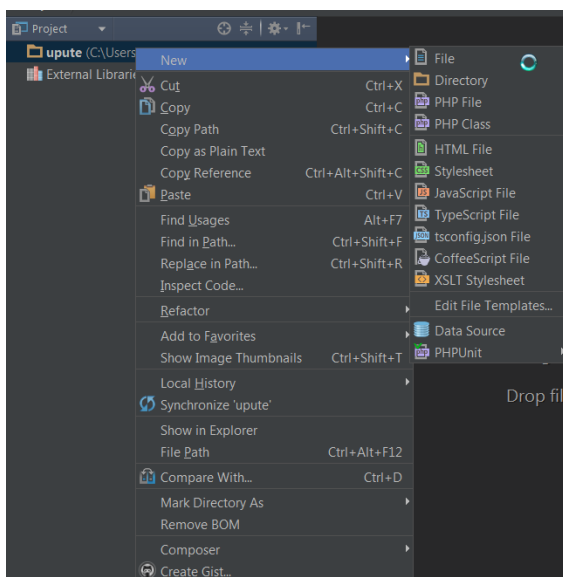 Project
upute (C:\Users
External Librarie
New
Cut Ctrl+X
Copy Ctrl+C
Copy Path Ctrl+Shift+C
Copy as Plain Text
Copy Reference Ctrl+Alt+Shift+C
Paste Ctrl+V
Find Usages Alt+F7
Find in Path... Ctrl+Shift+F
Replace in Path... Ctrl+Shift+R
Inspect Code...
Refactor
Add to Favorites
Show Image Thumbnails Ctrl+Shift+T
Local History
Synchronize 'upute'
Show in Explorer
File Path Ctrl+Alt+F12
Compare With... Ctrl+D
Mark Directory As
Remove BOM
Composer
Create Gist...
File
Directory
PHP File
PHP Class
HTML File
Stylesheet
JavaScript File
TypeScript File
tsconfig.json File
CoffeeScript File
XSLT Stylesheet
Edit File Templates...
Data Source
PHPUnit
Drop fil